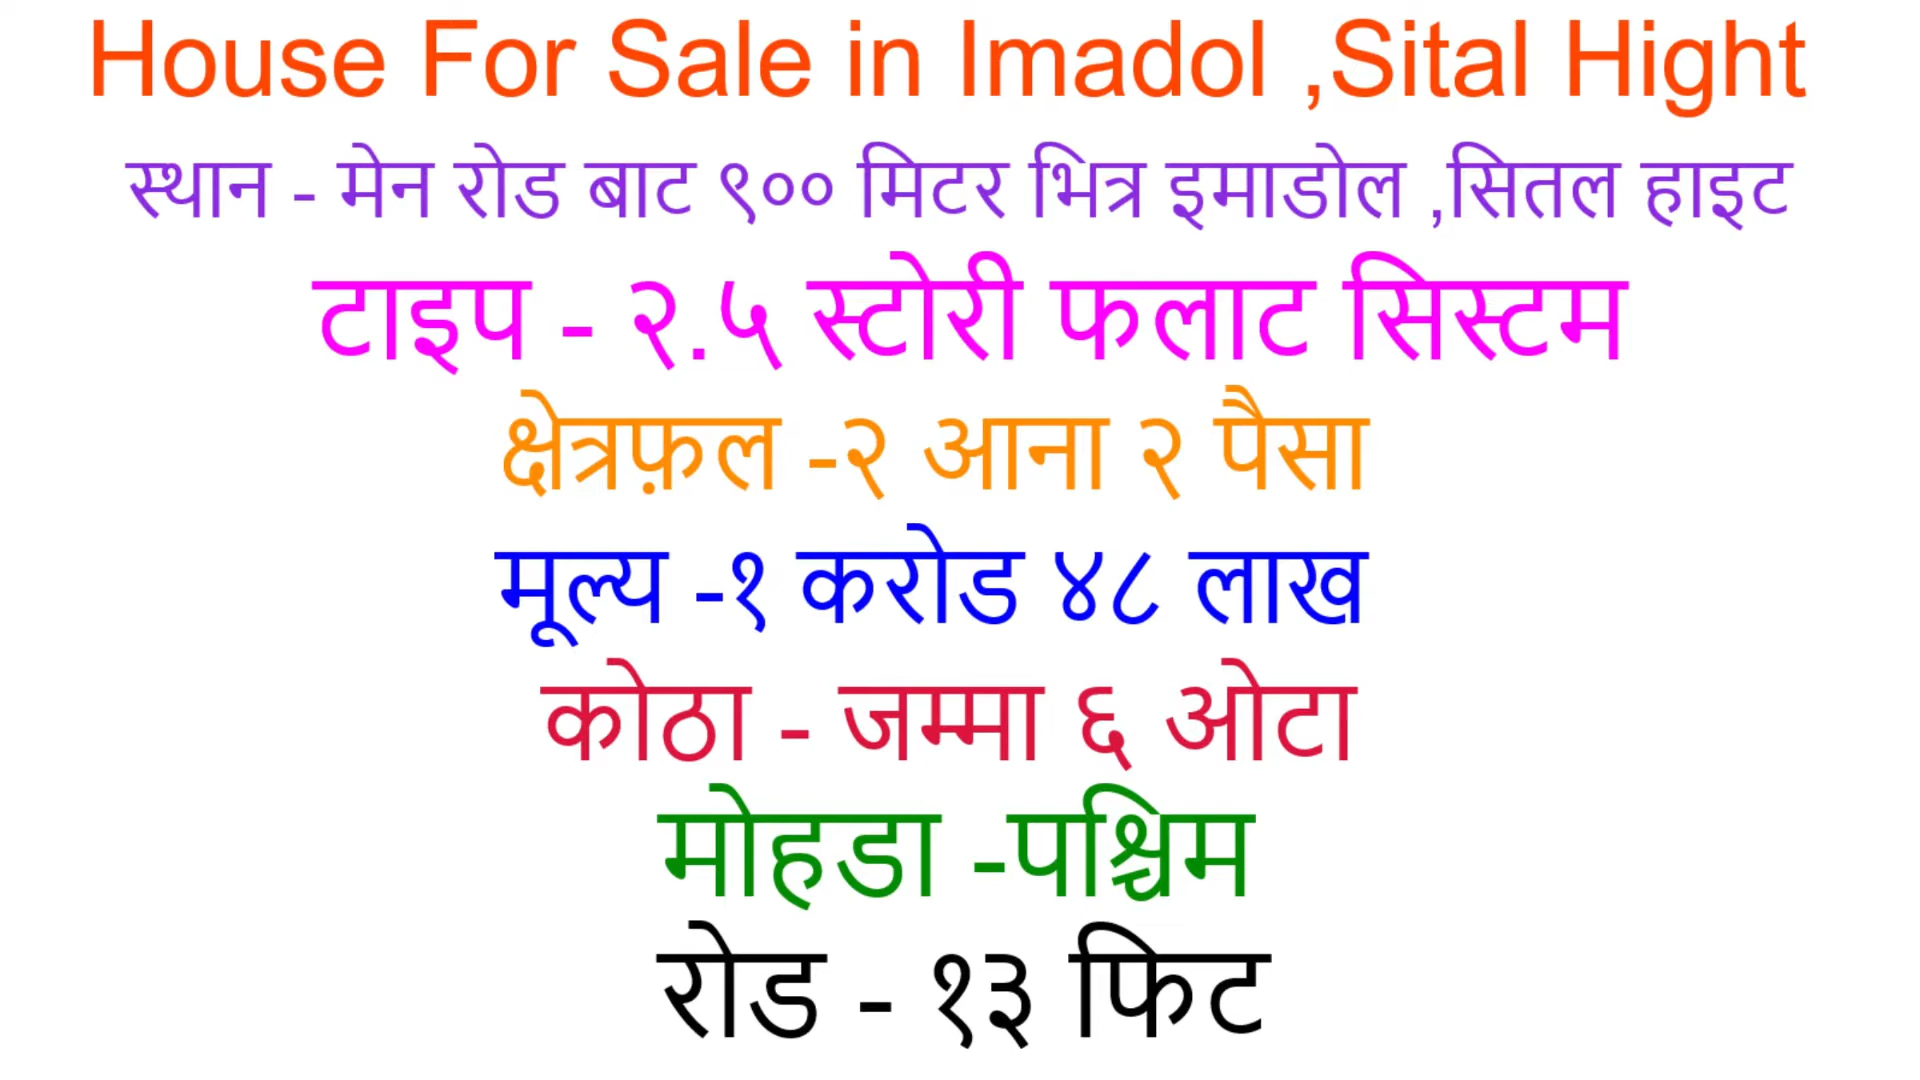 House For Sale in Imadol ,Sital Hight
स्थान - मेन रोड बाट ९०० मिटर भित्र इमाडोल ,सितल हाइट
टाइप - २.५ स्टोरी फलाट सिस्टम
क्षेत्रफ़ल -२ आना २ पैसा
मूल्य -१ करोड ४८ लाख
कोठा - जम्मा ६ ओटा
मोहडा -पश्चिम
रोड - १३ फिट